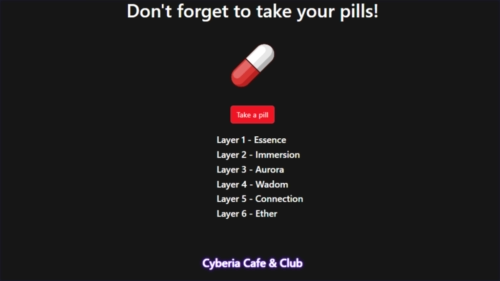 Don't forget to take your pills!
Take a pill
Layer 1 - Essence
Layer 2 - Immersion
Layer 3 - Aurora
Layer 4 - Wadom
Layer 5 - Connection
Layer 6 - Ether
Cyberia Cafe & Club